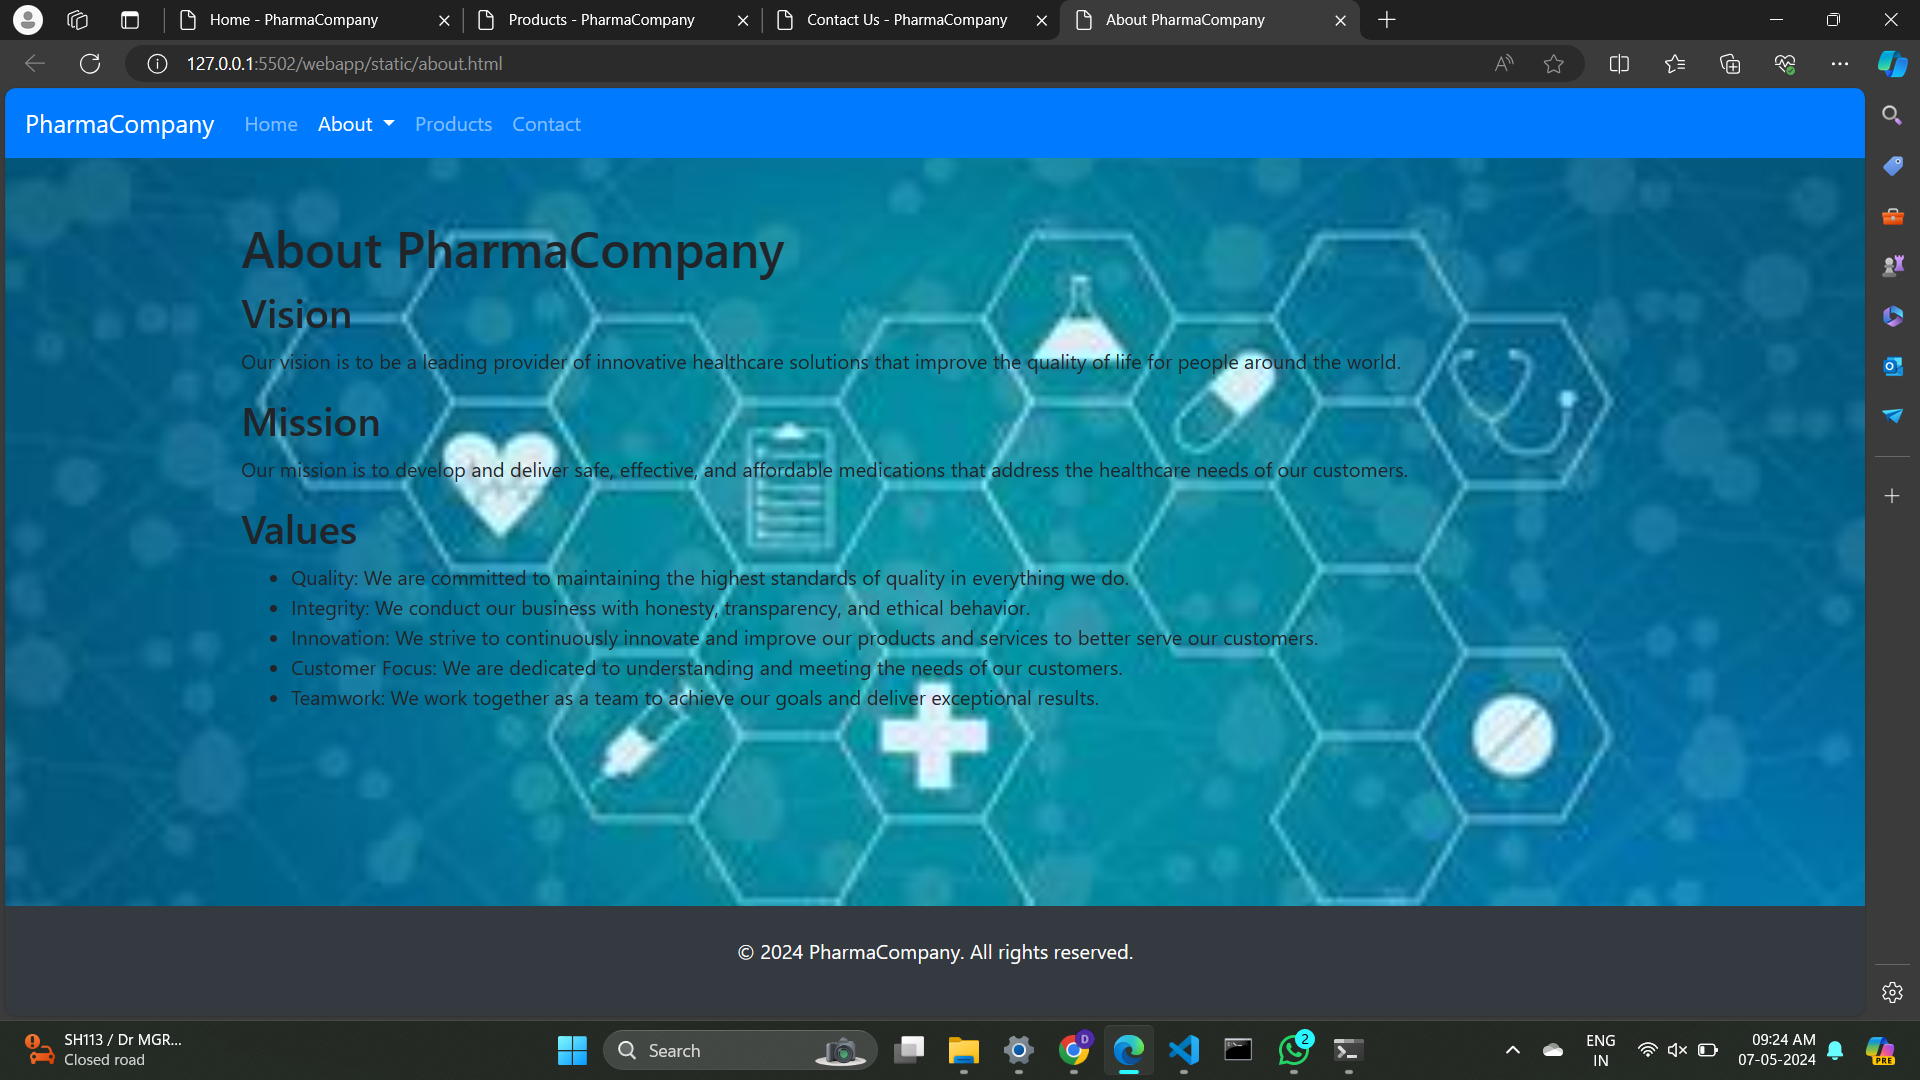 Home - PharmaCompany
Products - PharmaCompany
Contact Us - PharmaCompany
About PharmaCompany
127.0.0.1:5502/webapp/static/about.html
PharmaCompany
Home
About
Products
Contact
About PharmaCompany
Vision
Our vision is to be a leading provider of innovative healthcare solutions that improve the quality of life for people around the world.
Mission
Our mission is to develop and deliver safe, effective, and affordable medications that address the healthcare needs of our customers.
Values
• Quality: We are committed to maintaining the highest standards of quality in everything we do.
• Integrity: We conduct our business with honesty, transparency, and ethical behavior.
• Innovation: We strive to continuously innovate and improve our products and services to better serve our customers.
• Customer Focus: We are dedicated to understanding and meeting the needs of our customers.
• Teamwork: We work together as a team to achieve our goals and deliver exceptional results.
© 2024 PharmaCompany. All rights reserved.
SH113 / Dr MGR...
Closed road
Search
D
2
ENG
IN
09:24 AM
07-05-2024
PRE